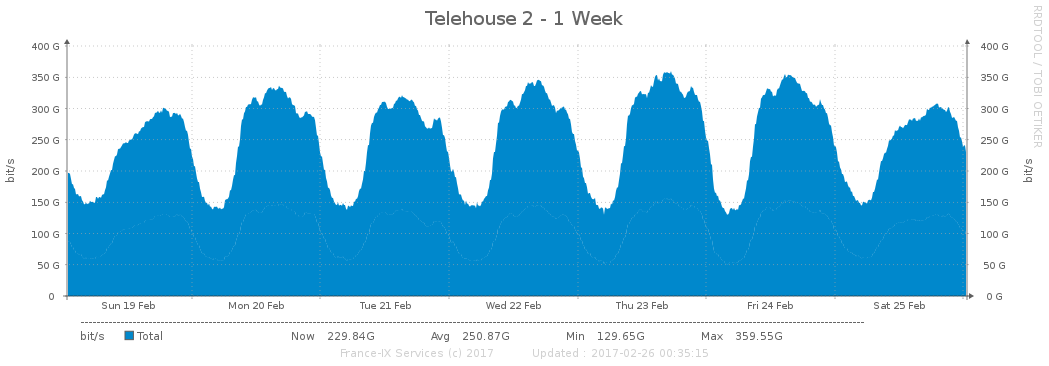 Telehouse 2 - 1 Week
RRDTOOL / TOBI OETIKER
bit/s
400 G
350 G
300 G
250 G
200 G
150 G
100 G
50 G
0
400 G
350 G
300 G
250 G
200 G
150 G
100 G
50 G
0 G
bit/s
Sun 19 Feb Mon 20 Feb Tue 21 Feb Wed 22 Feb Thu 23 Feb Fri 24 Feb Sat 25 Feb
bit/s Total Now 229.84G Avg 250.87G Min 129.65G Max 359.55G
France-IX Services (c) 2017 Updated : 2017-02-26 00:35:15